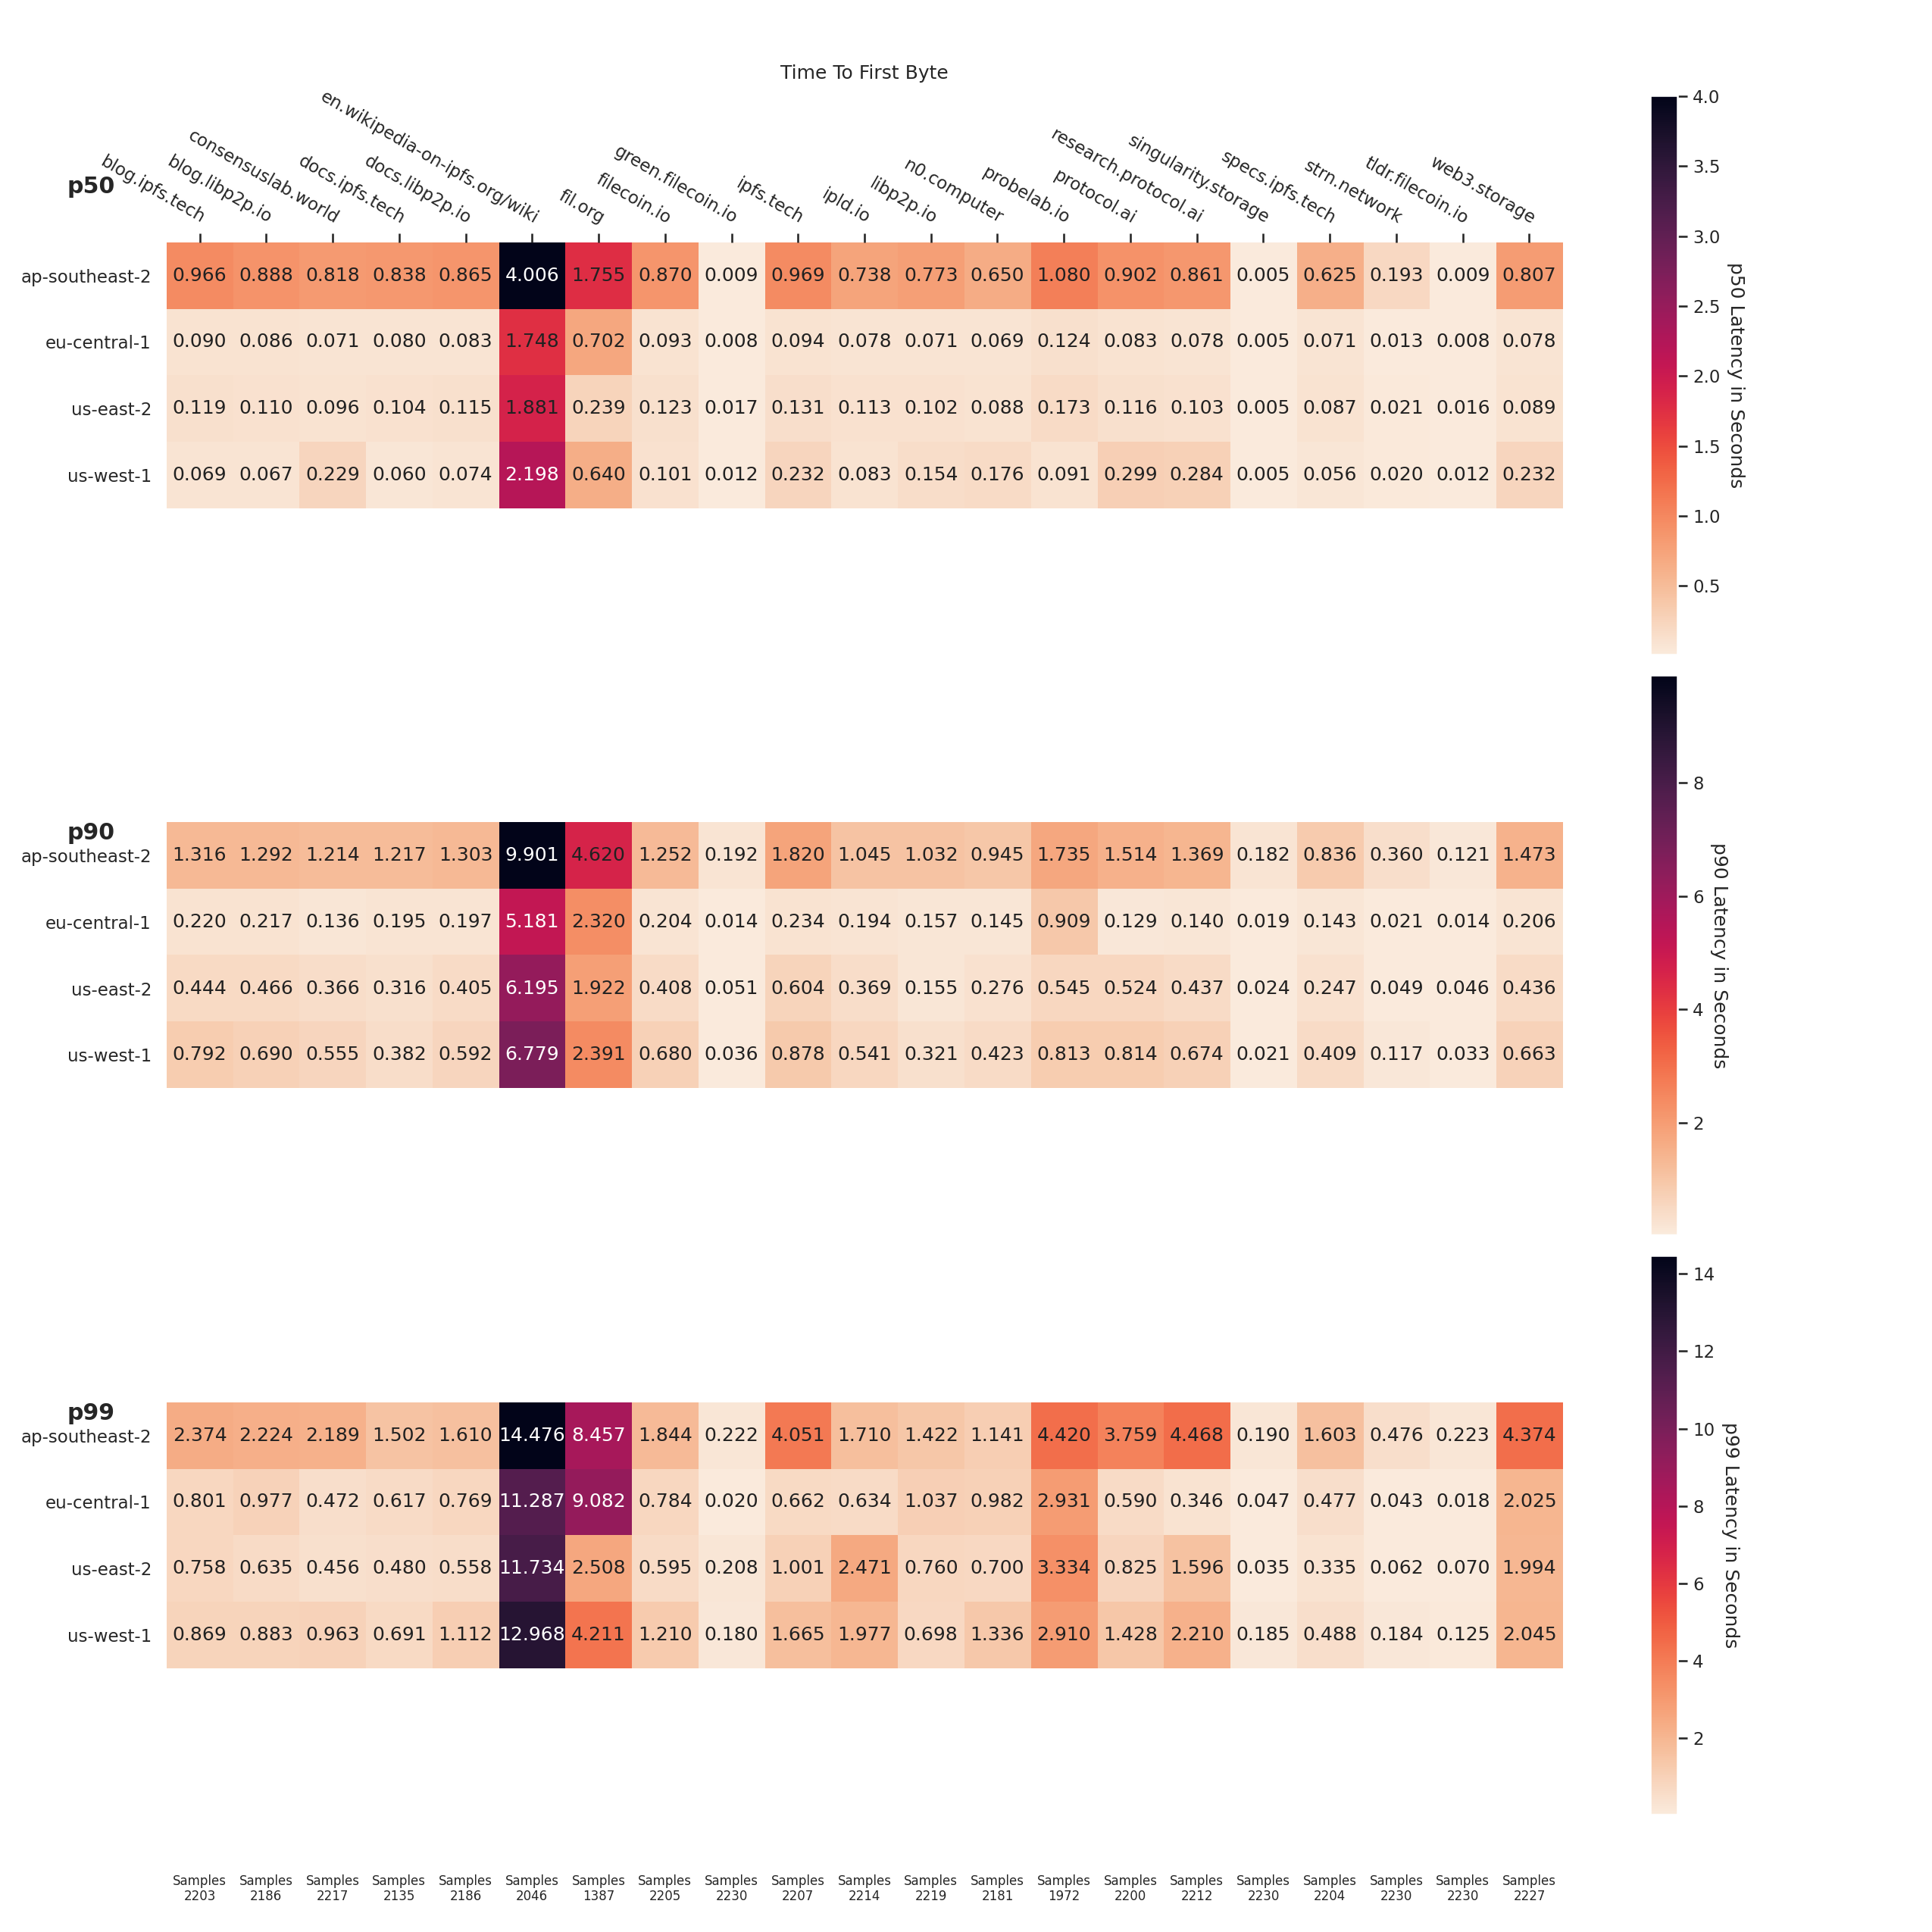 Time To First Byte
p50
blog.ipfs.tech
blog.libp2p.io
consensuslab.world
docs.ipfs.tech
docs.libp2p.io
en.wikipedia-on-ipfs.org/wiki
fil.org
filecoin.io
green.filecoin.io
ipfs.tech
ipld.io
libp2p.io
n0.computer
probelab.io
protocol.ai
research.protocol.ai
singularity.storage
specs.ipfs.tech
strn.network
tldr.filecoin.io
web3.storage
ap-southeast-2 0.966 0.888 0.818 0.838 0.865 4.006 1.755 0.870 0.009 0.969 0.738 0.773 0.650 1.080 0.902 0.861 0.005 0.625 0.193 0.009 0.807
eu-central-1 0.090 0.086 0.071 0.080 0.083 1.748 0.702 0.093 0.008 0.094 0.078 0.071 0.069 0.124 0.083 0.078 0.005 0.071 0.013 0.008 0.078
us-east-2 0.119 0.110 0.096 0.104 0.115 1.881 0.239 0.123 0.017 0.131 0.113 0.102 0.088 0.173 0.116 0.103 0.005 0.087 0.021 0.016 0.089
us-west-1 0.069 0.067 0.229 0.060 0.074 2.198 0.640 0.101 0.012 0.232 0.083 0.154 0.176 0.091 0.299 0.284 0.005 0.056 0.020 0.012 0.232
4.0
3.5
3.0
2.5
2.0
1.5
1.0
0.5
p50 Latency in Seconds
p90
ap-southeast-2 1.316 1.292 1.214 1.217 1.303 9.901 4.620 1.252 0.192 1.820 1.045 1.032 0.945 1.735 1.514 1.369 0.182 0.836 0.360 0.121 1.473
eu-central-1 0.220 0.217 0.136 0.195 0.197 5.181 2.320 0.204 0.014 0.234 0.194 0.157 0.145 0.909 0.129 0.140 0.019 0.143 0.021 0.014 0.206
us-east-2 0.444 0.466 0.366 0.316 0.405 6.195 1.922 0.408 0.051 0.604 0.369 0.155 0.276 0.545 0.524 0.437 0.024 0.247 0.049 0.046 0.436
us-west-1 0.792 0.690 0.555 0.382 0.592 6.779 2.391 0.680 0.036 0.878 0.541 0.321 0.423 0.813 0.814 0.674 0.021 0.409 0.117 0.033 0.663
8
6
4
2
p90 Latency in Seconds
p99
ap-southeast-2 2.374 2.224 2.189 1.502 1.610 14.476 8.457 1.844 0.222 4.051 1.710 1.422 1.141 4.420 3.759 4.468 0.190 1.603 0.476 0.223 4.374
eu-central-1 0.801 0.977 0.472 0.617 0.769 11.287 9.082 0.784 0.020 0.662 0.634 1.037 0.982 2.931 0.590 0.346 0.047 0.477 0.043 0.018 2.025
us-east-2 0.758 0.635 0.456 0.480 0.558 11.734 2.508 0.595 0.208 1.001 2.471 0.760 0.700 3.334 0.825 1.596 0.035 0.335 0.062 0.070 1.994
us-west-1 0.869 0.883 0.963 0.691 1.112 12.968 4.211 1.210 0.180 1.665 1.977 0.698 1.336 2.910 1.428 2.210 0.185 0.488 0.184 0.125 2.045
14
12
10
8
6
4
2
p99 Latency in Seconds
Samples Samples Samples Samples Samples Samples Samples Samples Samples Samples Samples Samples Samples Samples Samples Samples Samples Samples Samples Samples Samples
2203 2186 2217 2135 2186 2046 1387 2205 2230 2207 2214 2219 2181 1972 2200 2212 2230 2204 2230 2230 2227